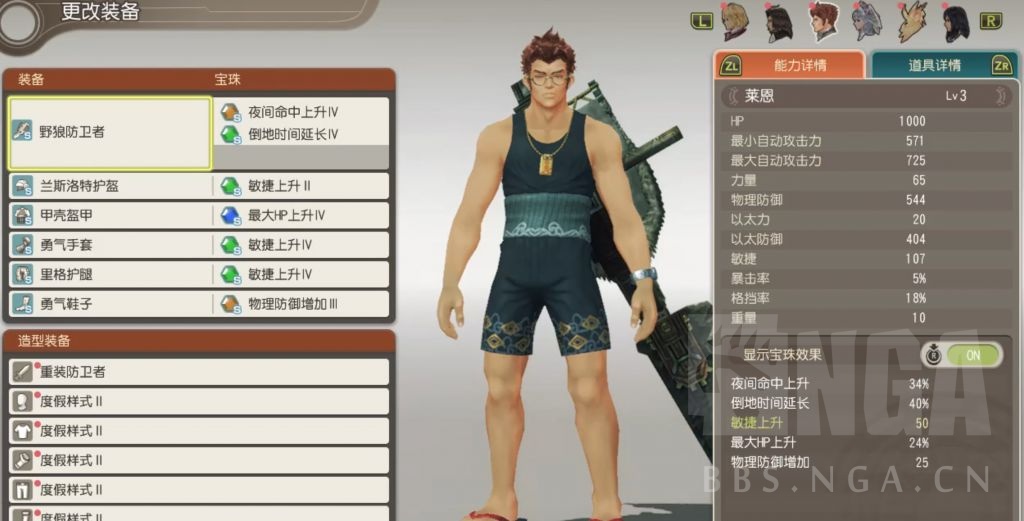 更改装备
L
R
装备 宝珠
野狼防卫者
夜间命中上升Ⅳ
倒地时间延长Ⅳ
兰斯洛特护盔 敏捷上升Ⅱ
甲壳盔甲 最大HP上升Ⅳ
勇气手套 敏捷上升Ⅳ
里格护腿 敏捷上升Ⅳ
勇气鞋子 物理防御增加Ⅲ
造型装备
重装防卫者
度假样式Ⅱ
度假样式Ⅱ
度假样式Ⅱ
度假样式Ⅱ
度假样式Ⅱ
ZL 能力详情 道具详情 ZR
莱恩 Lv3
HP 1000
最小自动攻击力 571
最大自动攻击力 725
力量 65
物理防御 544
以太力 20
以太防御 404
敏捷 107
暴击率 5%
格挡率 18%
重量 10
显示宝珠效果 R ON
夜间命中上升 34%
倒地时间延长 40%
敏捷上升 50
最大HP上升 24%
物理防御增加 25
NGA
BBS.NGA.CN